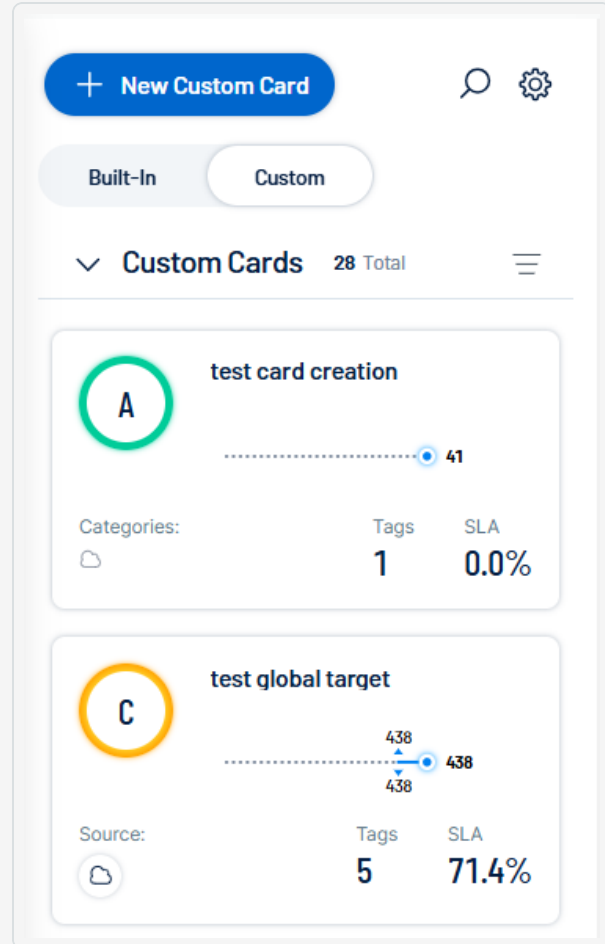 New Custom Card
Built-In Custom
Custom Cards 28 Total
A test card creation
41
Categories: Tags SLA
1 0.0%
C test global target
438
438
438
Source: Tags SLA
5 71.4%